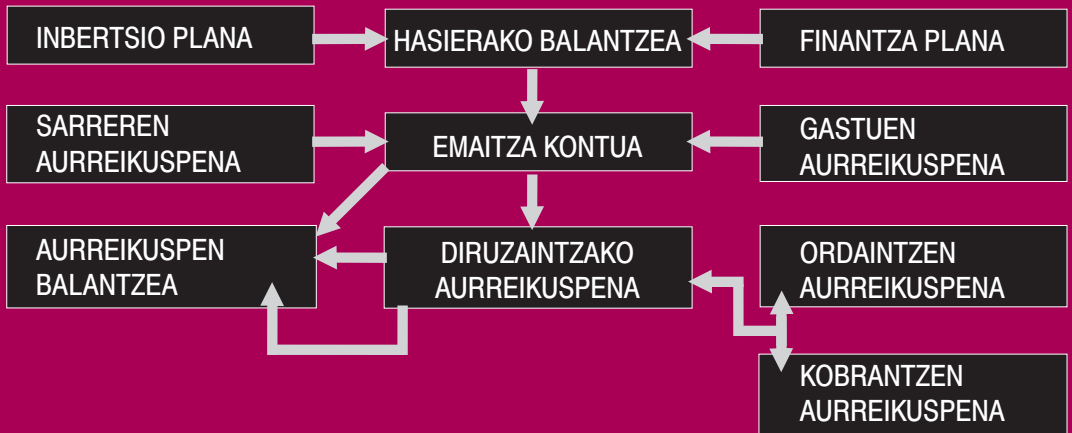 INBERTSIO PLANA
HASIERAKO BALANTZEA
FINANTZA PLANA
SARREREN
AURREIKUSPENA
EMAITZA KONTUA
GASTUEN
AURREIKUSPENA
AURREIKUSPEN
BALANTZEA
DIRUZAINTZAKO
AURREIKUSPENA
ORDAINTZEN
AURREIKUSPENA
KOBRANTZEN
AURREIKUSPENA